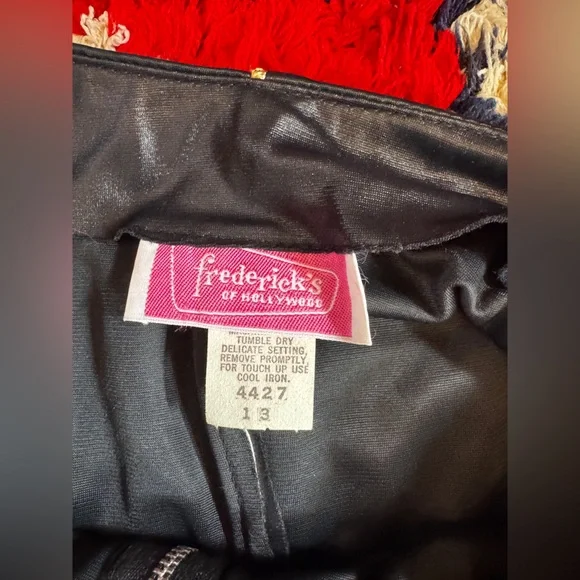 frederick's
OF HOLLYWOOD
TUMBLE DRY
DELICATE SETTING,
REMOVE PROMPTLY,
FOR TOUCH UP USE
COOL IRON.
4427
13